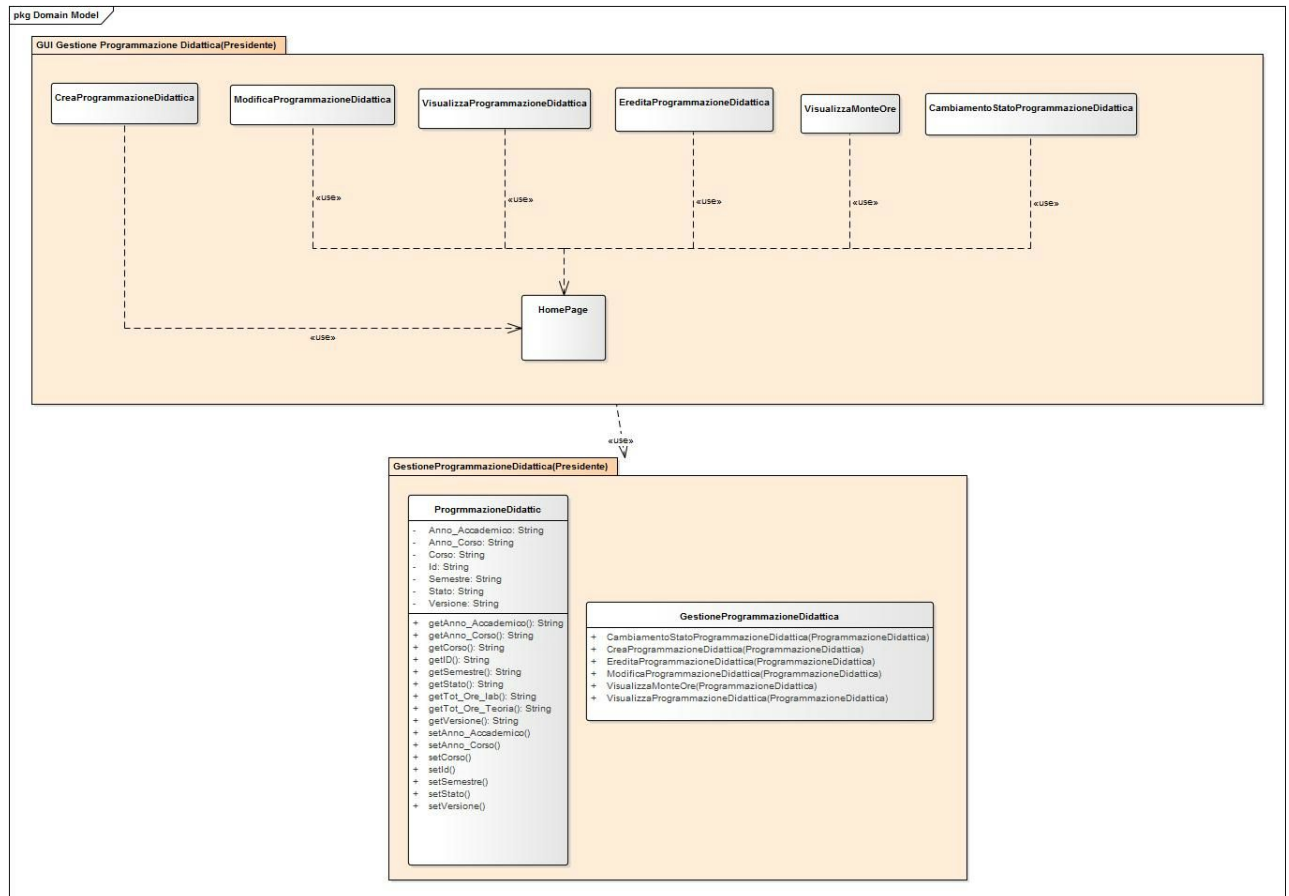 pkg Domain Model
GUI Gestione Programmazione Didattica(Presidente)
CreaProgrammazioneDidattica
ModificaProgrammazioneDidattica
VisualizzaProgrammazioneDidattica
EreditaProgrammazioneDidattica
VisualizzaMonteOre
CambiamentoStatoProgrammazioneDidattica
«use»
«use»
«use»
«use»
«use»
HomePage
«use»
«use»
GestioneProgrammazioneDidattica(Presidente)
ProgrmmazioneDidattic
- Anno_Accademico: String
- Anno_Corso: String
- Corso: String
- Id: String
- Semestre: String
- Stato: String
- Versione: String
+ getAnno_Accademico(): String
+ getAnno_Corso(): String
+ getCorso(): String
+ getID(): String
+ getSemestre(): String
+ getStato(): String
+ getTot_Ore_lab(): String
+ getTot_Ore_Teoria(): String
+ getVersione(): String
+ setAnno_Accademico()
+ setAnno_Corso()
+ setCorso()
+ setId()
+ setSemestre()
+ setStato()
+ setVersione()
GestioneProgrammazioneDidattica
+ CambiamentoStatoProgrammazioneDidattica(ProgrammazioneDidattica)
+ CreaProgrammazioneDidattica(ProgrammazioneDidattica)
+ EreditaProgrammazioneDidattica(ProgrammazioneDidattica)
+ ModificaProgrammazioneDidattica(ProgrammazioneDidattica)
+ VisualizzaMonteOre(ProgrammazioneDidattica)
+ VisualizzaProgrammazioneDidattica(ProgrammazioneDidattica)